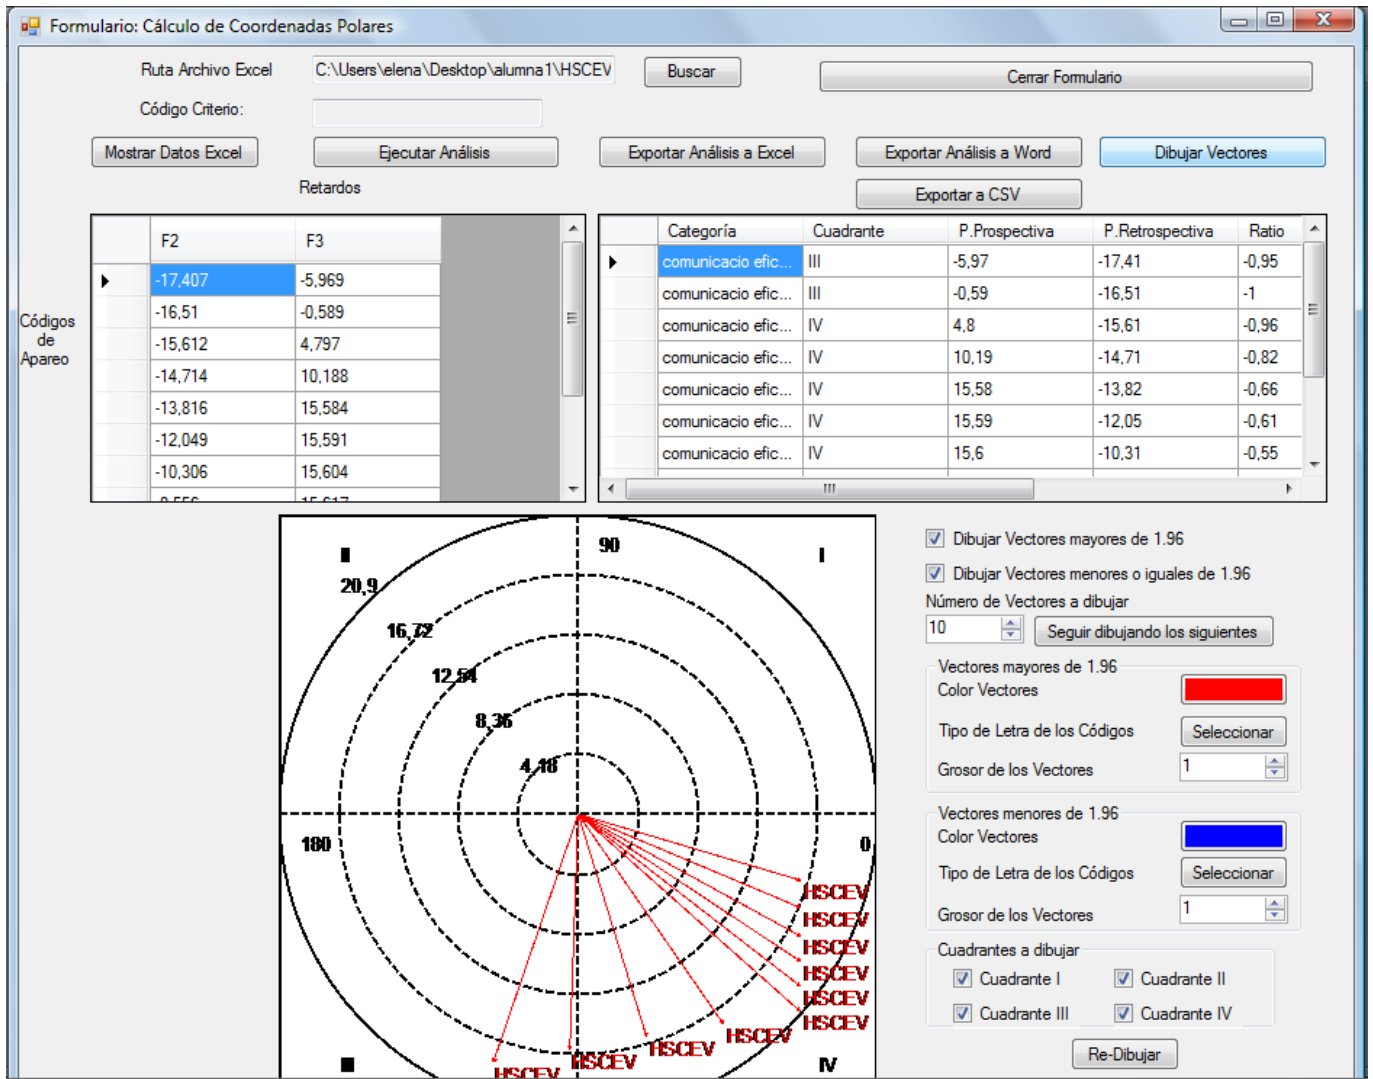 Formulario: Cálculo de Coordenadas Polares
Ruta Archivo Excel C:\Users\elena\Desktop\alumna1\HSCEV Buscar Cerrar Formulario
Código Criterio:
Mostrar Datos Excel Ejecutar Análisis Exportar Análisis a Excel Exportar Análisis a Word Dibujar Vectores
Retardos Exportar a CSV
F2 F3
-17,407 -5,969
-16,51 -0,589
-15,612 4,797
-14,714 10,188
-13,816 15,584
-12,049 15,591
-10,306 15,604
Códigos
de
Apareo
Categoría Cuadrante P.Prospectiva P.Retrospectiva Ratio
comunicacio efic... III -5,97 -17,41 -0,95
comunicacio efic... III -0,59 -16,51 -1
comunicacio efic... IV 4,8 -15,61 -0,96
comunicacio efic... IV 10,19 -14,71 -0,82
comunicacio efic... IV 15,58 -13,82 -0,66
comunicacio efic... IV 15,59 -12,05 -0,61
comunicacio efic... IV 15,6 -10,31 -0,55
II 90 I
20,9
16,72
12,54
8,36
4,18
180 0
HSCEV
HSCEV
HSCEV
HSCEV
HSCEV
HSCEV
HSCEV
HSCEV
HSCEV
HSCEV
III IV
Dibujar Vectores mayores de 1.96
Dibujar Vectores menores o iguales de 1.96
Número de Vectores a dibujar
10 Seguir dibujando los siguientes
Vectores mayores de 1.96
Color Vectores
Tipo de Letra de los Códigos Seleccionar
Grosor de los Vectores 1
Vectores menores de 1.96
Color Vectores
Tipo de Letra de los Códigos Seleccionar
Grosor de los Vectores 1
Cuadrantes a dibujar
Cuadrante I Cuadrante II
Cuadrante III Cuadrante IV
Re-Dibujar